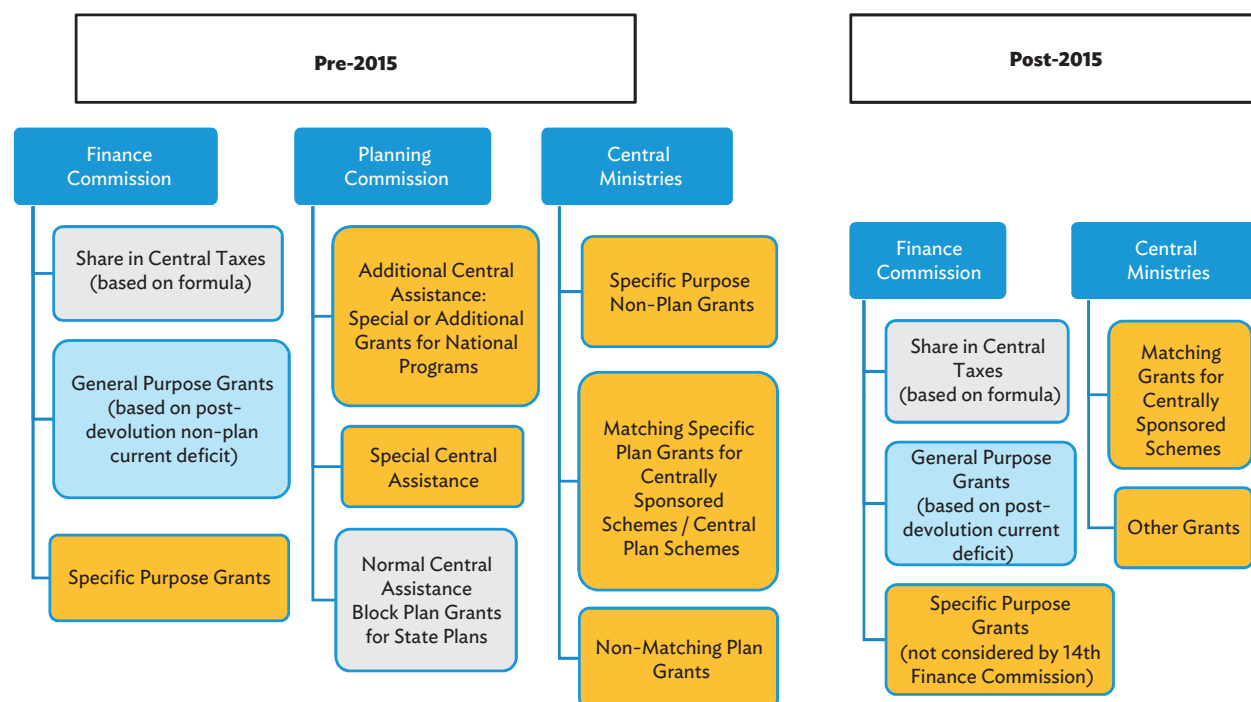 Pre-2015
Post-2015
Finance
Commission
Share in Central Taxes
(based on formula)
General Purpose Grants
(based on post-
devolution non-plan
current deficit)
Specific Purpose Grants
Planning
Commission
Additional Central
Assistance:
Special or Additional
Grants for National
Programs
Special Central
Assistance
Normal Central
Assistance
Block Plan Grants
for State Plans
Central
Ministries
Specific Purpose
Non-Plan Grants
Matching Specific
Plan Grants for
Centrally
Sponsored
Schemes / Central
Plan Schemes
Non-Matching Plan
Grants
Finance
Commission
Share in Central
Taxes
(based on formula)
General Purpose
Grants
(based on post-
devolution current
deficit)
Specific Purpose
Grants
(not considered by 14th
Finance Commission)
Central
Ministries
Matching
Grants for
Centrally
Sponsored
Schemes
Other Grants